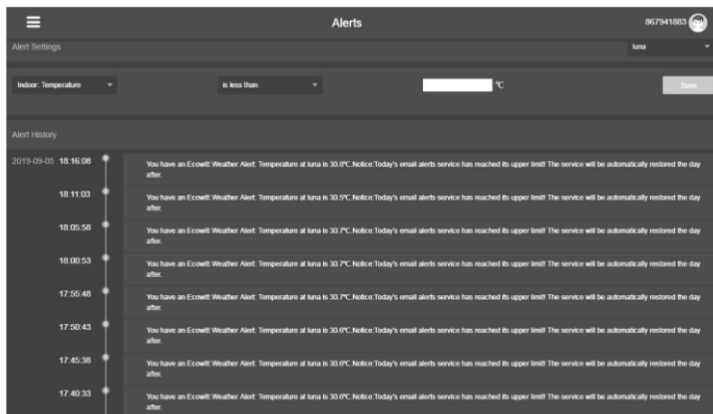 Alerts
867941883
Alert Settings
luna
Indoor: Temperature
is less than
°C
Save
Alert History
2019-09-05 18:16:08
You have an Ecowitt Weather Alert: Temperature at luna is 30.6°C.Notice:Today's email alerts service has reached its upper limit! The service will be automatically restored the day
after.
18:11:03
You have an Ecowitt Weather Alert: Temperature at luna is 30.5°C.Notice:Today's email alerts service has reached its upper limit! The service will be automatically restored the day
after.
18:05:58
You have an Ecowitt Weather Alert: Temperature at luna is 30.7°C.Notice:Today's email alerts service has reached its upper limit! The service will be automatically restored the day
after.
18:00:53
You have an Ecowitt Weather Alert: Temperature at luna is 30.7°C.Notice:Today's email alerts service has reached its upper limit! The service will be automatically restored the day
after.
17:55:48
You have an Ecowitt Weather Alert: Temperature at luna is 30.7°C.Notice:Today's email alerts service has reached its upper limit! The service will be automatically restored the day
after.
17:50:43
You have an Ecowitt Weather Alert: Temperature at luna is 30.6°C.Notice:Today's email alerts service has reached its upper limit! The service will be automatically restored the day
after.
17:45:38
You have an Ecowitt Weather Alert: Temperature at luna is 30.6°C.Notice:Today's email alerts service has reached its upper limit! The service will be automatically restored the day
after.
17:40:33
You have an Ecowitt Weather Alert: Temperature at luna is 30.6°C.Notice:Today's email alerts service has reached its upper limit! The service will be automatically restored the day
after.